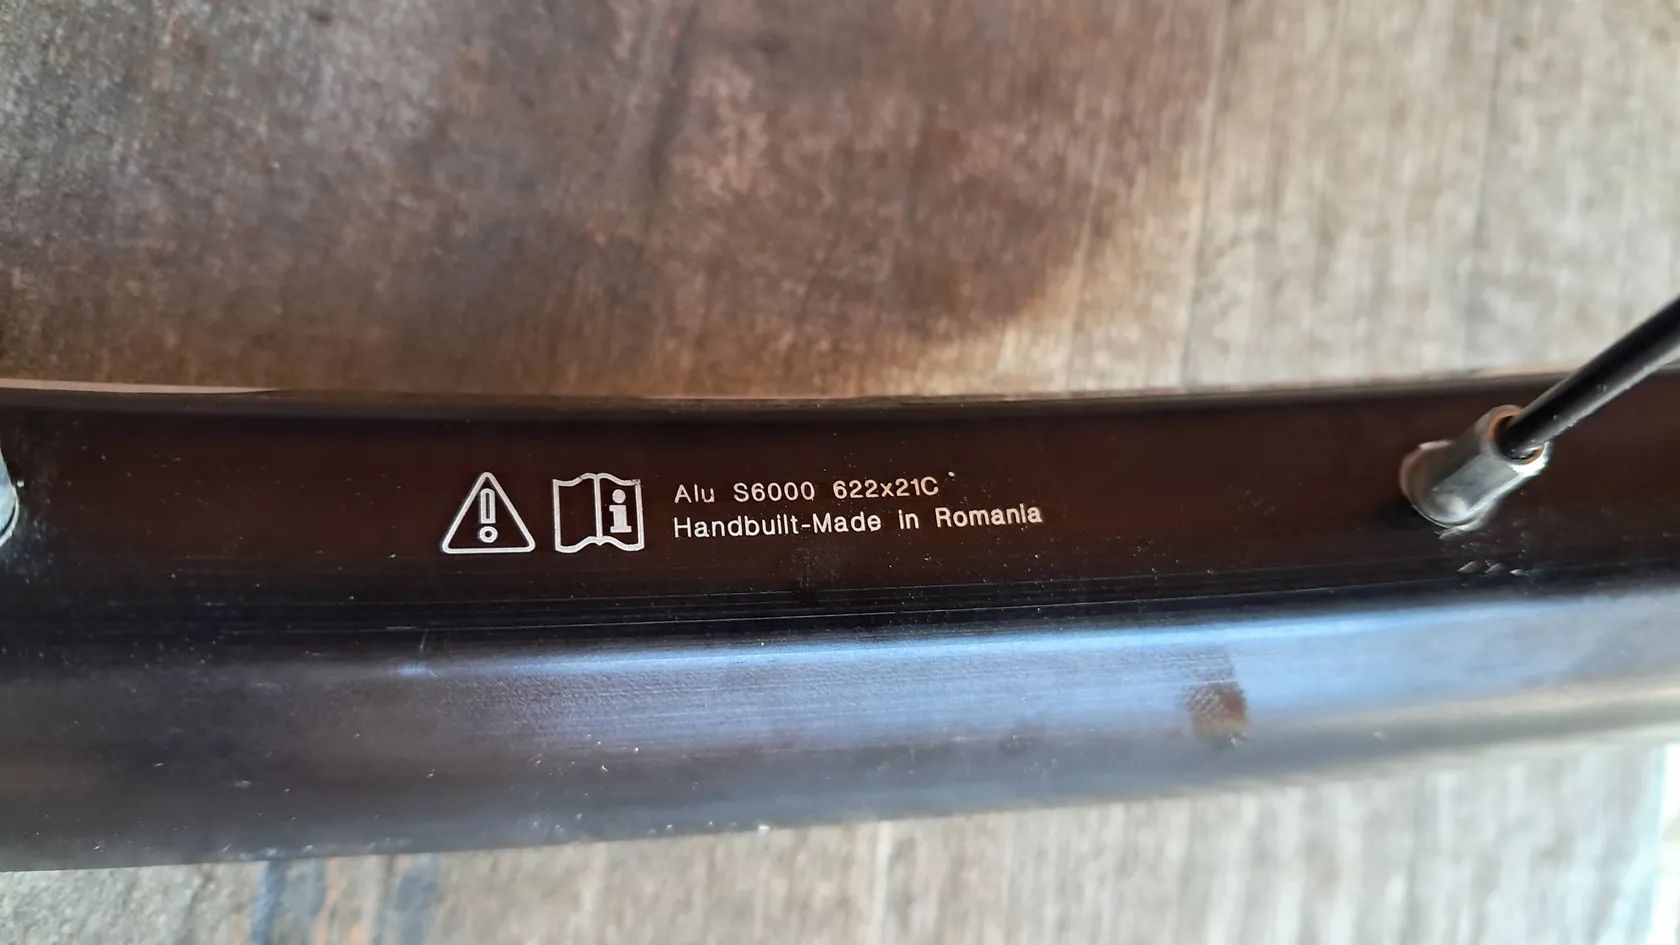 Alu S6000 622x21C
Handbuilt-Made in Romania